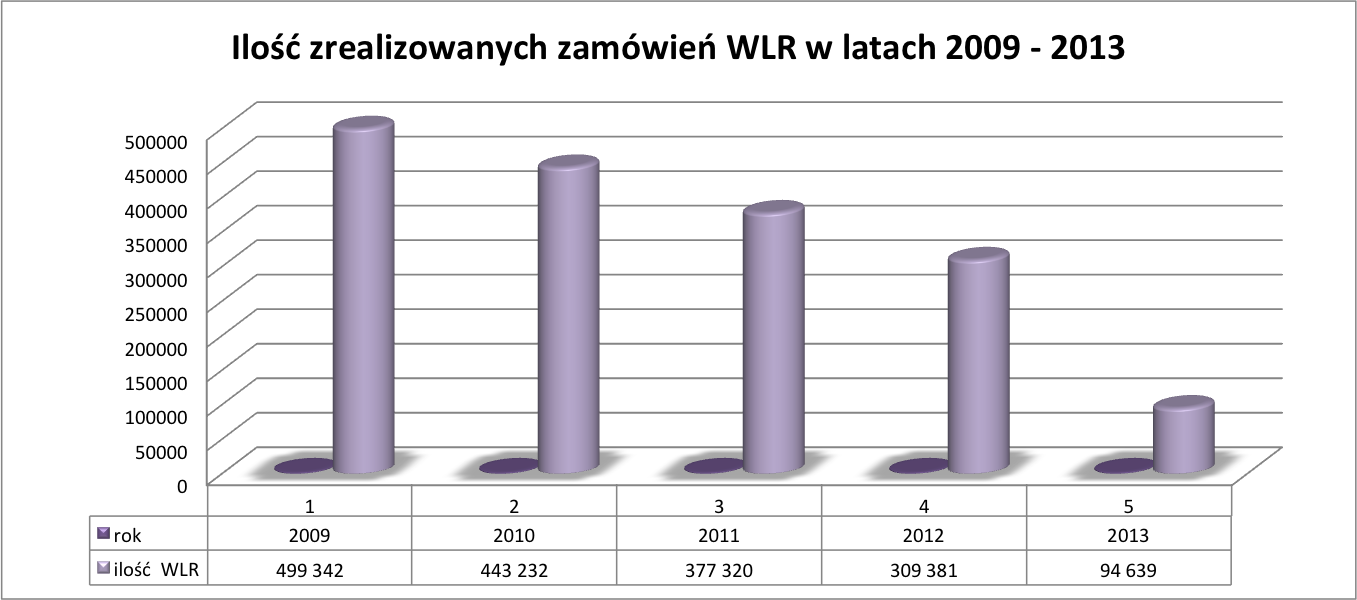 Ilość zrealizowanych zamówień WLR w latach 2009 - 2013
500000
450000
400000
350000
300000
250000
200000
150000
100000
50000
0
1 2 3 4 5
rok 2009 2010 2011 2012 2013
ilość WLR 499 342 443 232 377 320 309 381 94 639